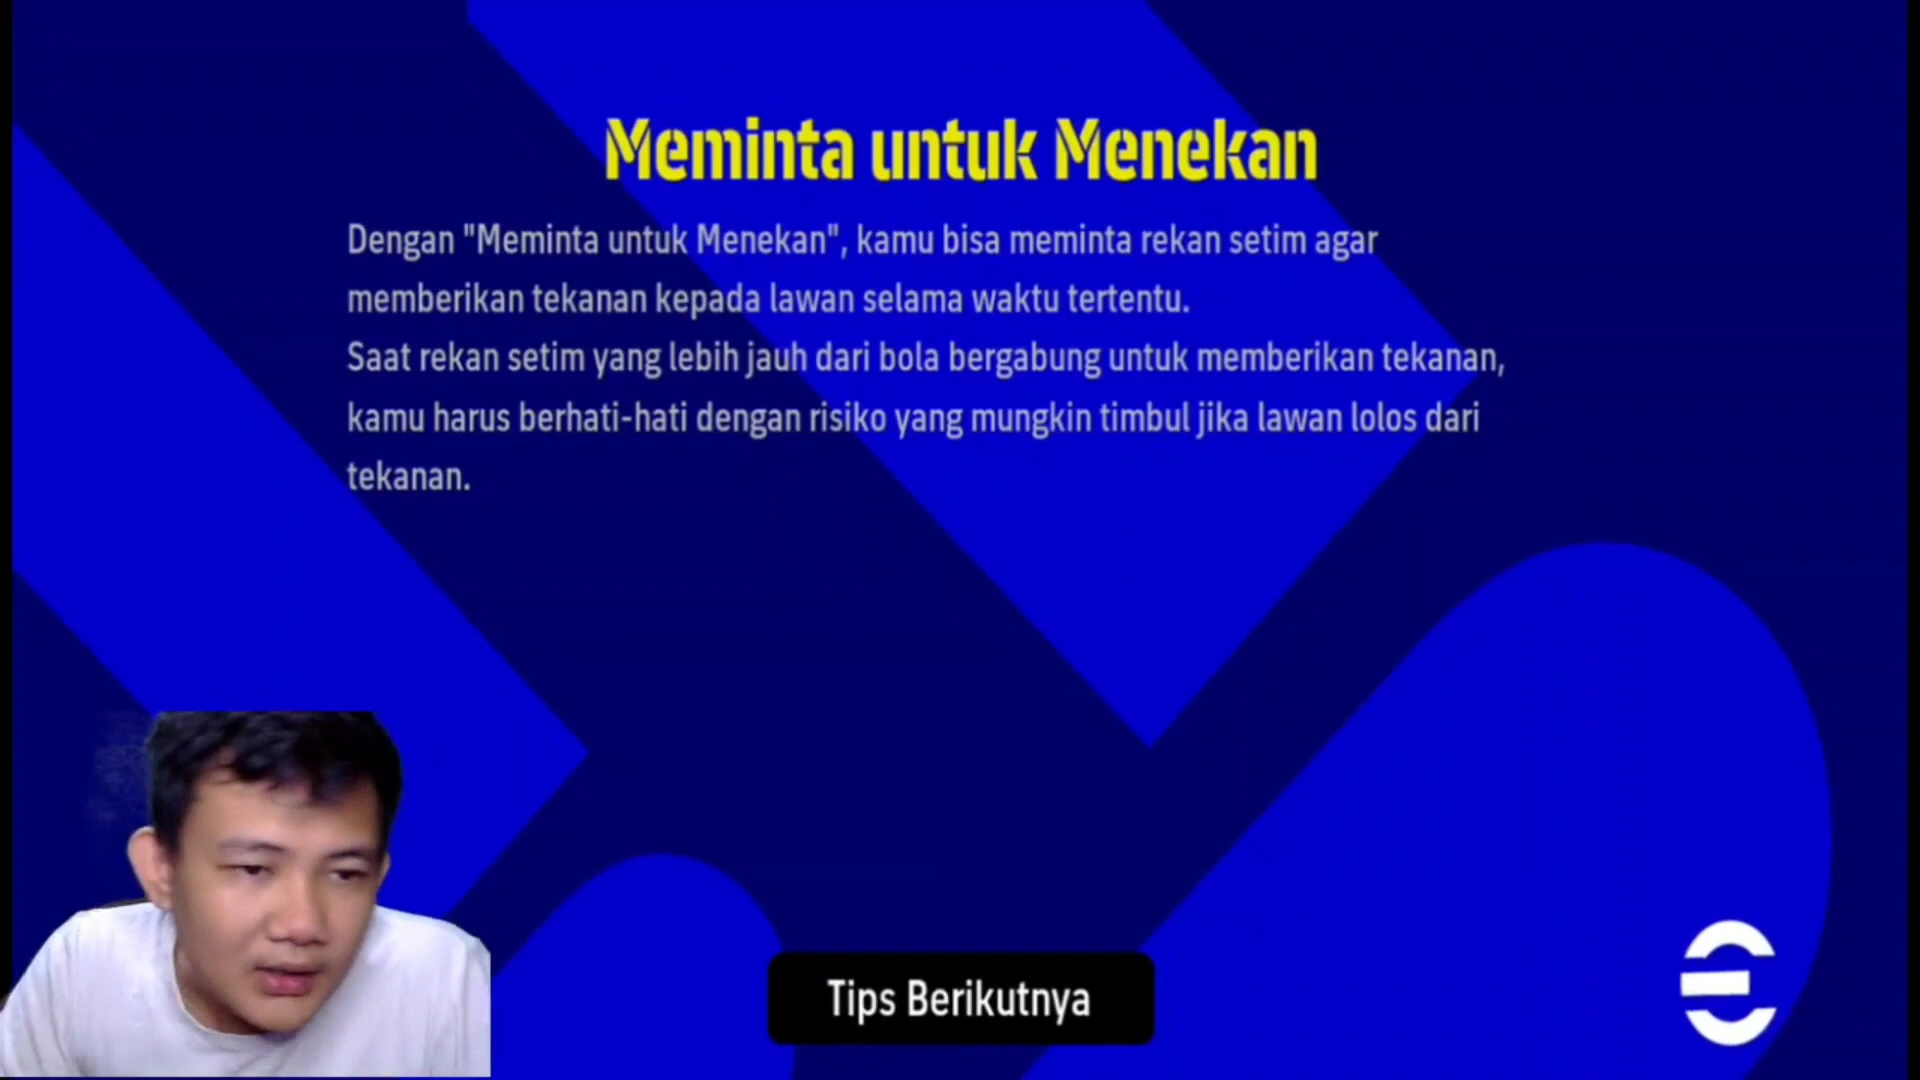 Meminta untuk Menekan
Dengan "Meminta untuk Menekan", kamu bisa meminta rekan setim agar
memberikan tekanan kepada lawan selama waktu tertentu.
Saat rekan setim yang lebih jauh dari bola bergabung untuk memberikan tekanan,
kamu harus berhati-hati dengan risiko yang mungkin timbul jika lawan lolos dari
tekanan.
Tips Berikutnya